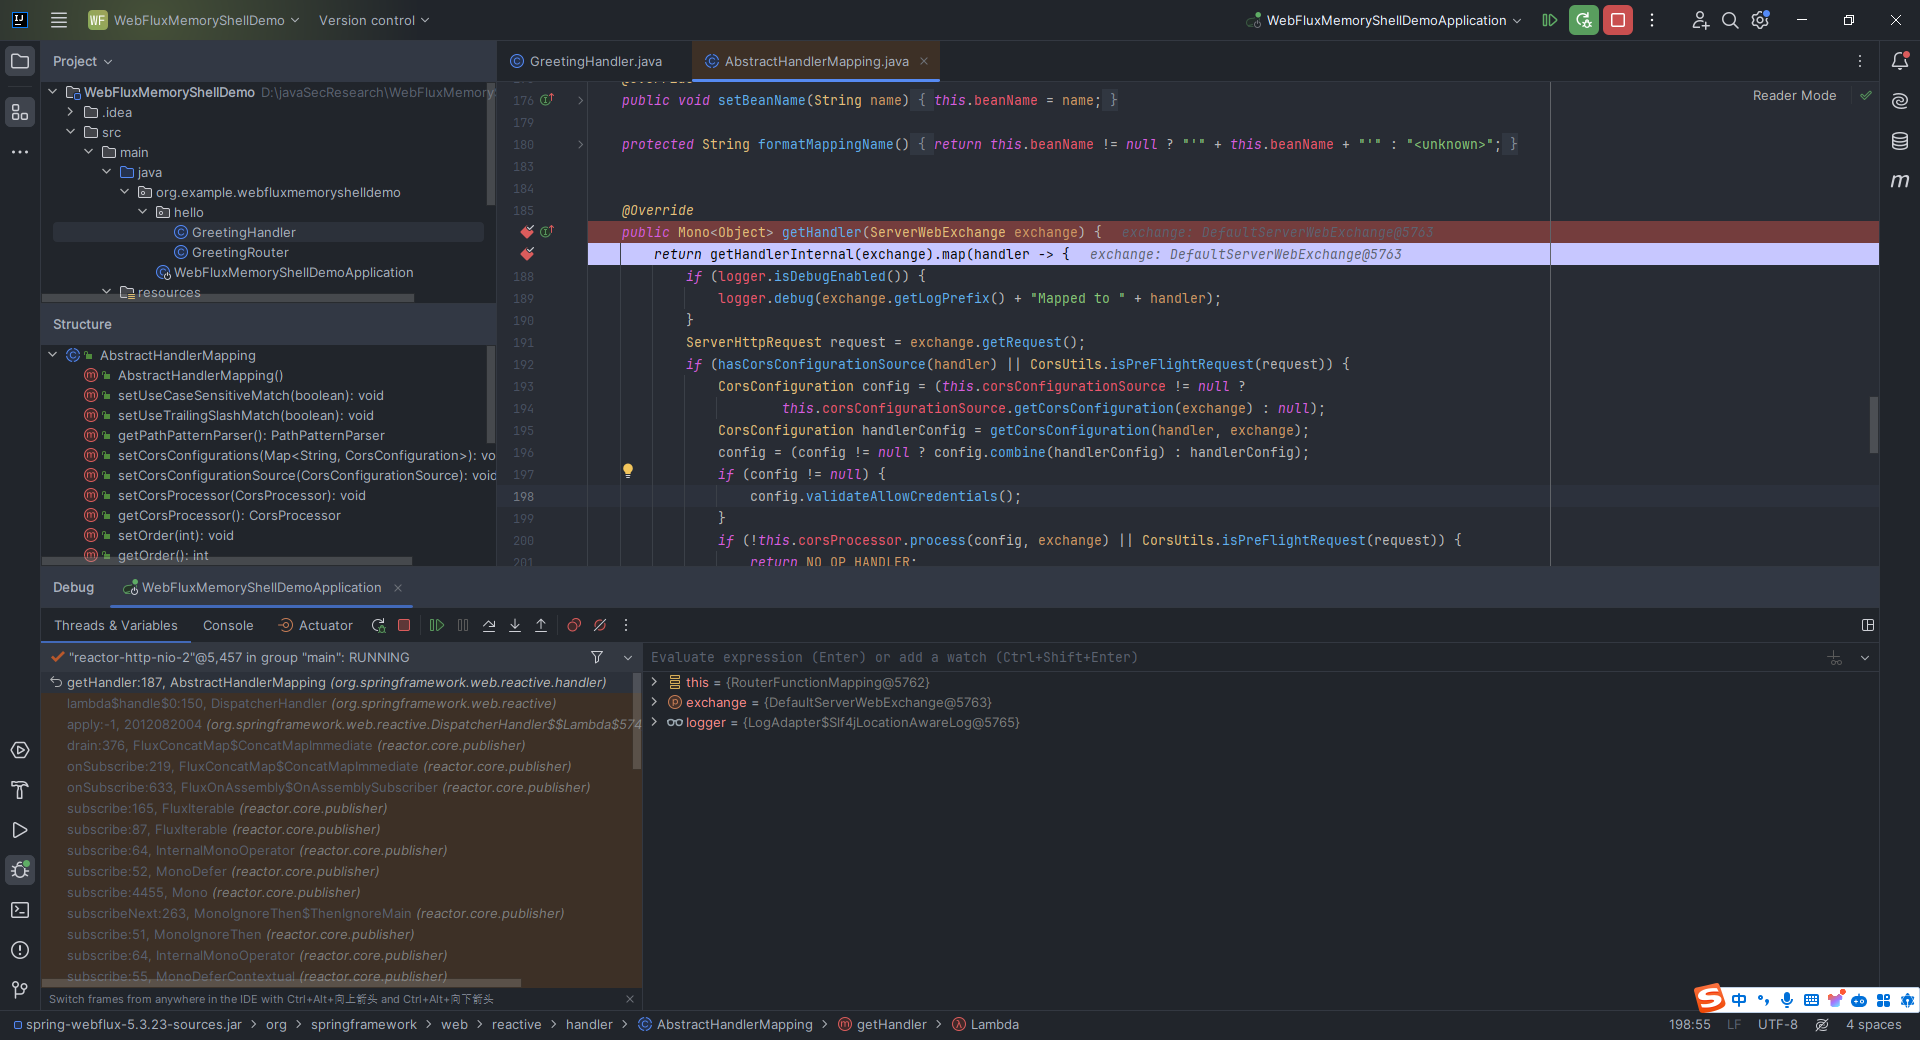 WF WebFluxMemoryShellDemo Version control WebFluxMemoryShellDemoApplication
Project
GreetingHandler.java AbstractHandlerMapping.java
WebFluxMemoryShellDemo D:\javaSecResearch\WebFluxMemoryS
.idea
src
main
java
org.example.webfluxmemoryshelldemo
hello
GreetingHandler
GreetingRouter
WebFluxMemoryShellDemoApplication
resources
Structure
AbstractHandlerMapping
AbstractHandlerMapping()
setUseCaseSensitiveMatch(boolean): void
setUseTrailingSlashMatch(boolean): void
getPathPatternParser(): PathPatternParser
setCorsConfigurations(Map<String, CorsConfiguration>): vo
setCorsConfigurationSource(CorsConfigurationSource): void
setCorsProcessor(CorsProcessor): void
getCorsProcessor(): CorsProcessor
setOrder(int): void
getOrder(): int
Reader Mode
@Override
176 public void setBeanName(String name) { this.beanName = name; }
179
180 protected String formatMappingName() { return this.beanName != null ? "'" + this.beanName + "'" : "<unknown>"; }
183
184
185 @Override
public Mono<Object> getHandler(ServerWebExchange exchange) { exchange: DefaultServerWebExchange@5763
return getHandlerInternal(exchange).map(handler -> { exchange: DefaultServerWebExchange@5763
188 if (logger.isDebugEnabled()) {
189 logger.debug(exchange.getLogPrefix() + "Mapped to " + handler);
190 }
191 ServerHttpRequest request = exchange.getRequest();
192 if (hasCorsConfigurationSource(handler) || CorsUtils.isPreFlightRequest(request)) {
193 CorsConfiguration config = (this.corsConfigurationSource != null ?
194 this.corsConfigurationSource.getCorsConfiguration(exchange) : null);
195 CorsConfiguration handlerConfig = getCorsConfiguration(handler, exchange);
196 config = (config != null ? config.combine(handlerConfig) : handlerConfig);
197 if (config != null) {
198 config.validateAllowCredentials();
199 }
200 if (!this.corsProcessor.process(config, exchange) || CorsUtils.isPreFlightRequest(request)) {
201 return NO_OP_HANDLER;
Debug WebFluxMemoryShellDemoApplication
Threads & Variables Console Actuator
"reactor-http-nio-2"@5,457 in group "main": RUNNING
getHandler:187, AbstractHandlerMapping (org.springframework.web.reactive.handler)
lambda$handle$0:150, DispatcherHandler (org.springframework.web.reactive)
apply:-1, 2012082004 (org.springframework.web.reactive.DispatcherHandler$$Lambda$574
drain:376, FluxConcatMap$ConcatMapImmediate (reactor.core.publisher)
onSubscribe:219, FluxConcatMap$ConcatMapImmediate (reactor.core.publisher)
onSubscribe:633, FluxOnAssembly$OnAssemblySubscriber (reactor.core.publisher)
subscribe:165, FluxIterable (reactor.core.publisher)
subscribe:87, FluxIterable (reactor.core.publisher)
subscribe:64, InternalMonoOperator (reactor.core.publisher)
subscribe:52, MonoDefer (reactor.core.publisher)
subscribe:4455, Mono (reactor.core.publisher)
subscribeNext:263, MonoIgnoreThen$ThenIgnoreMain (reactor.core.publisher)
subscribe:51, MonoIgnoreThen (reactor.core.publisher)
subscribe:64, InternalMonoOperator (reactor.core.publisher)
subscribe:55, MonoDeferContextual (reactor.core.publisher)
Switch frames from anywhere in the IDE with Ctrl+Alt+向上箭头 and Ctrl+Alt+向下箭头
Evaluate expression (Enter) or add a watch (Ctrl+Shift+Enter)
this = {RouterFunctionMapping@5762}
exchange = {DefaultServerWebExchange@5763}
logger = {LogAdapter$Slf4jLocationAwareLog@5765}
中
spring-webflux-5.3.23-sources.jar org springframework web reactive handler AbstractHandlerMapping getHandler Lambda 198:55 LF UTF-8 4 spaces